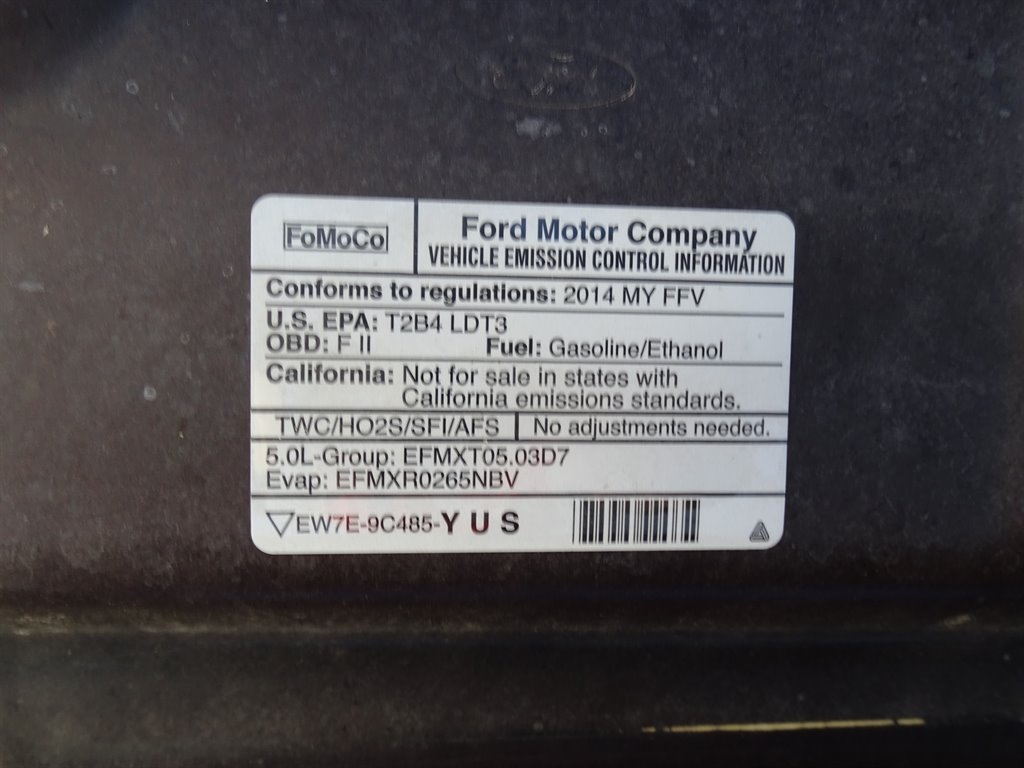 FoMoCo
Ford Motor Company
VEHICLE EMISSION CONTROL INFORMATION
Conforms to regulations: 2014 MY FFV
U.S. EPA: T2B4 LDT3
OBD: F II Fuel: Gasoline/Ethanol
California: Not for sale in states with
California emissions standards.
TWC/HO2S/SFI/AFS No adjustments needed.
5.0L-Group: EFMXT05.03D7
Evap: EFMXR0265NBV
EW7E-9C485-Y U S